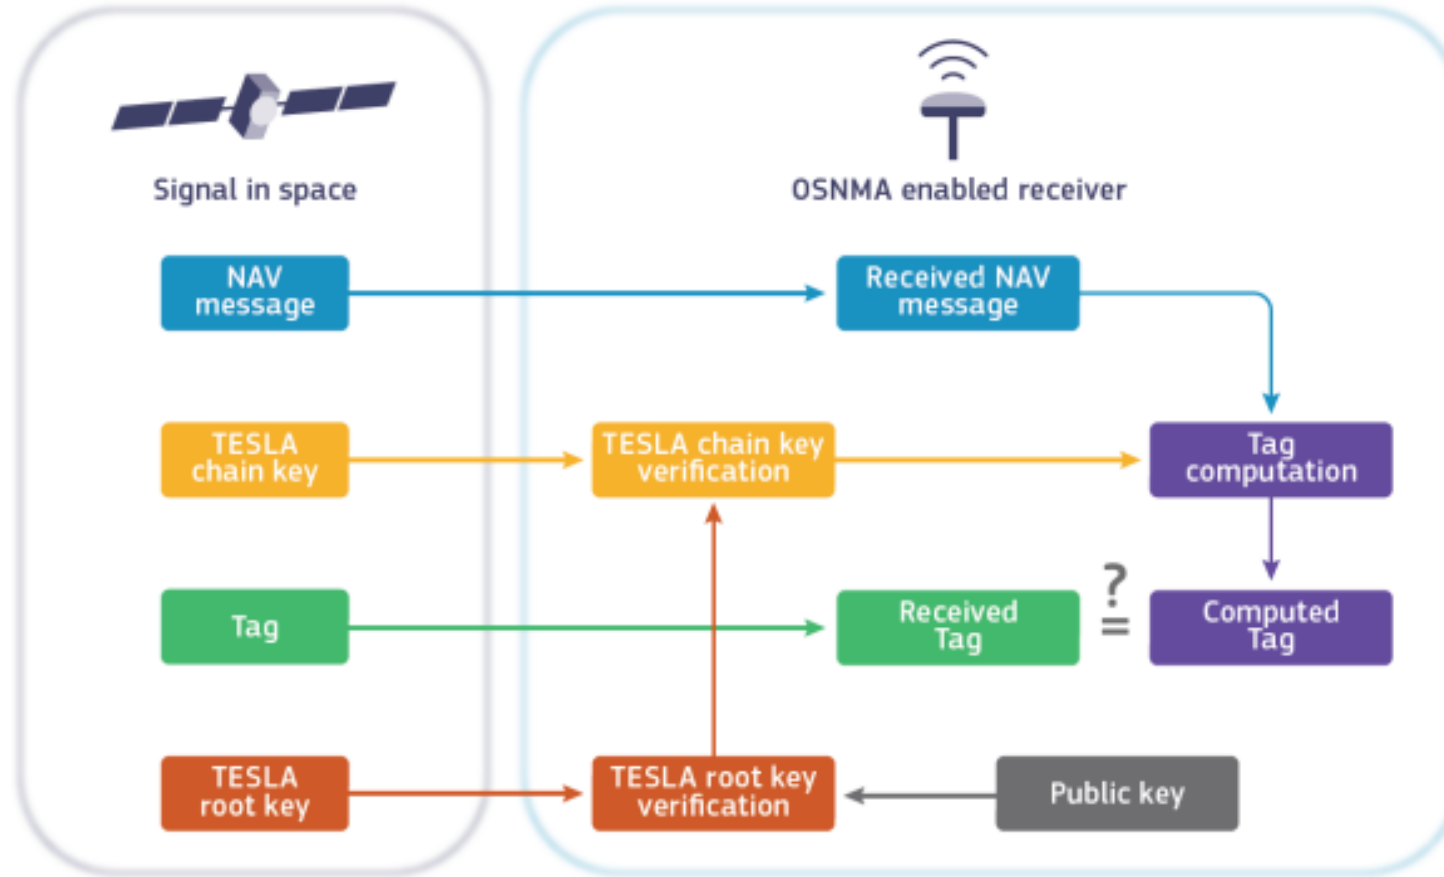 Signal in space
OSNMA enabled receiver
NAV
message
Received NAV
message
TESLA
chain key
TESLA chain key
verification
Tag
computation
Tag
Received
Tag
?
=
Computed
Tag
TESLA
root key
TESLA root key
verification
Public key